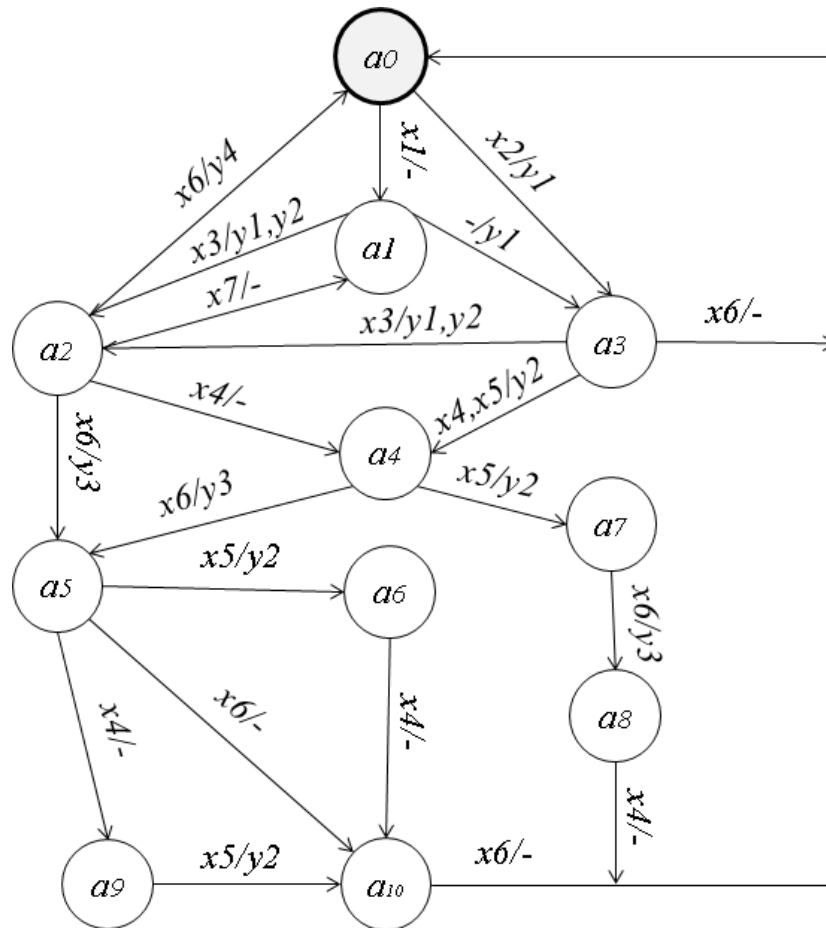 a0
x6/y4
x1/-
x2/y1
x3/y1,y2
a1
-/y1
x7/-
x3/y1,y2
x6/-
a2
a3
x4/-
x4,x5/y2
x6/y3
a4
x6/y3
x5/y2
a7
x5/y2
a5
a6
x6/y3
x4/-
x6/-
x4/-
a8
x4/-
x5/y2
x6/-
a9
a10